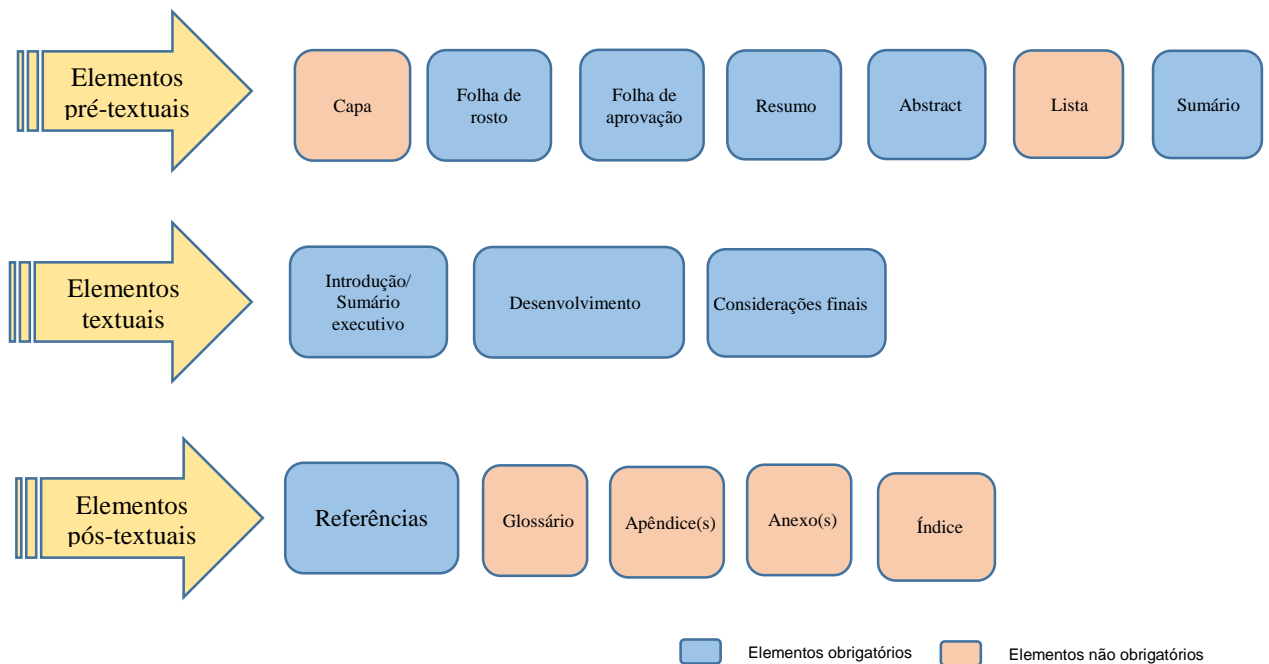 Elementos
pré-textuais
Capa
Folha de
rosto
Folha de
aprovação
Resumo
Abstract
Lista
Sumário
Elementos
textuais
Introdução/
Sumário
executivo
Desenvolvimento
Considerações finais
Elementos
pós-textuais
Referências
Glossário
Apêndice(s)
Anexo(s)
Índice
Elementos obrigatórios
Elementos não obrigatórios